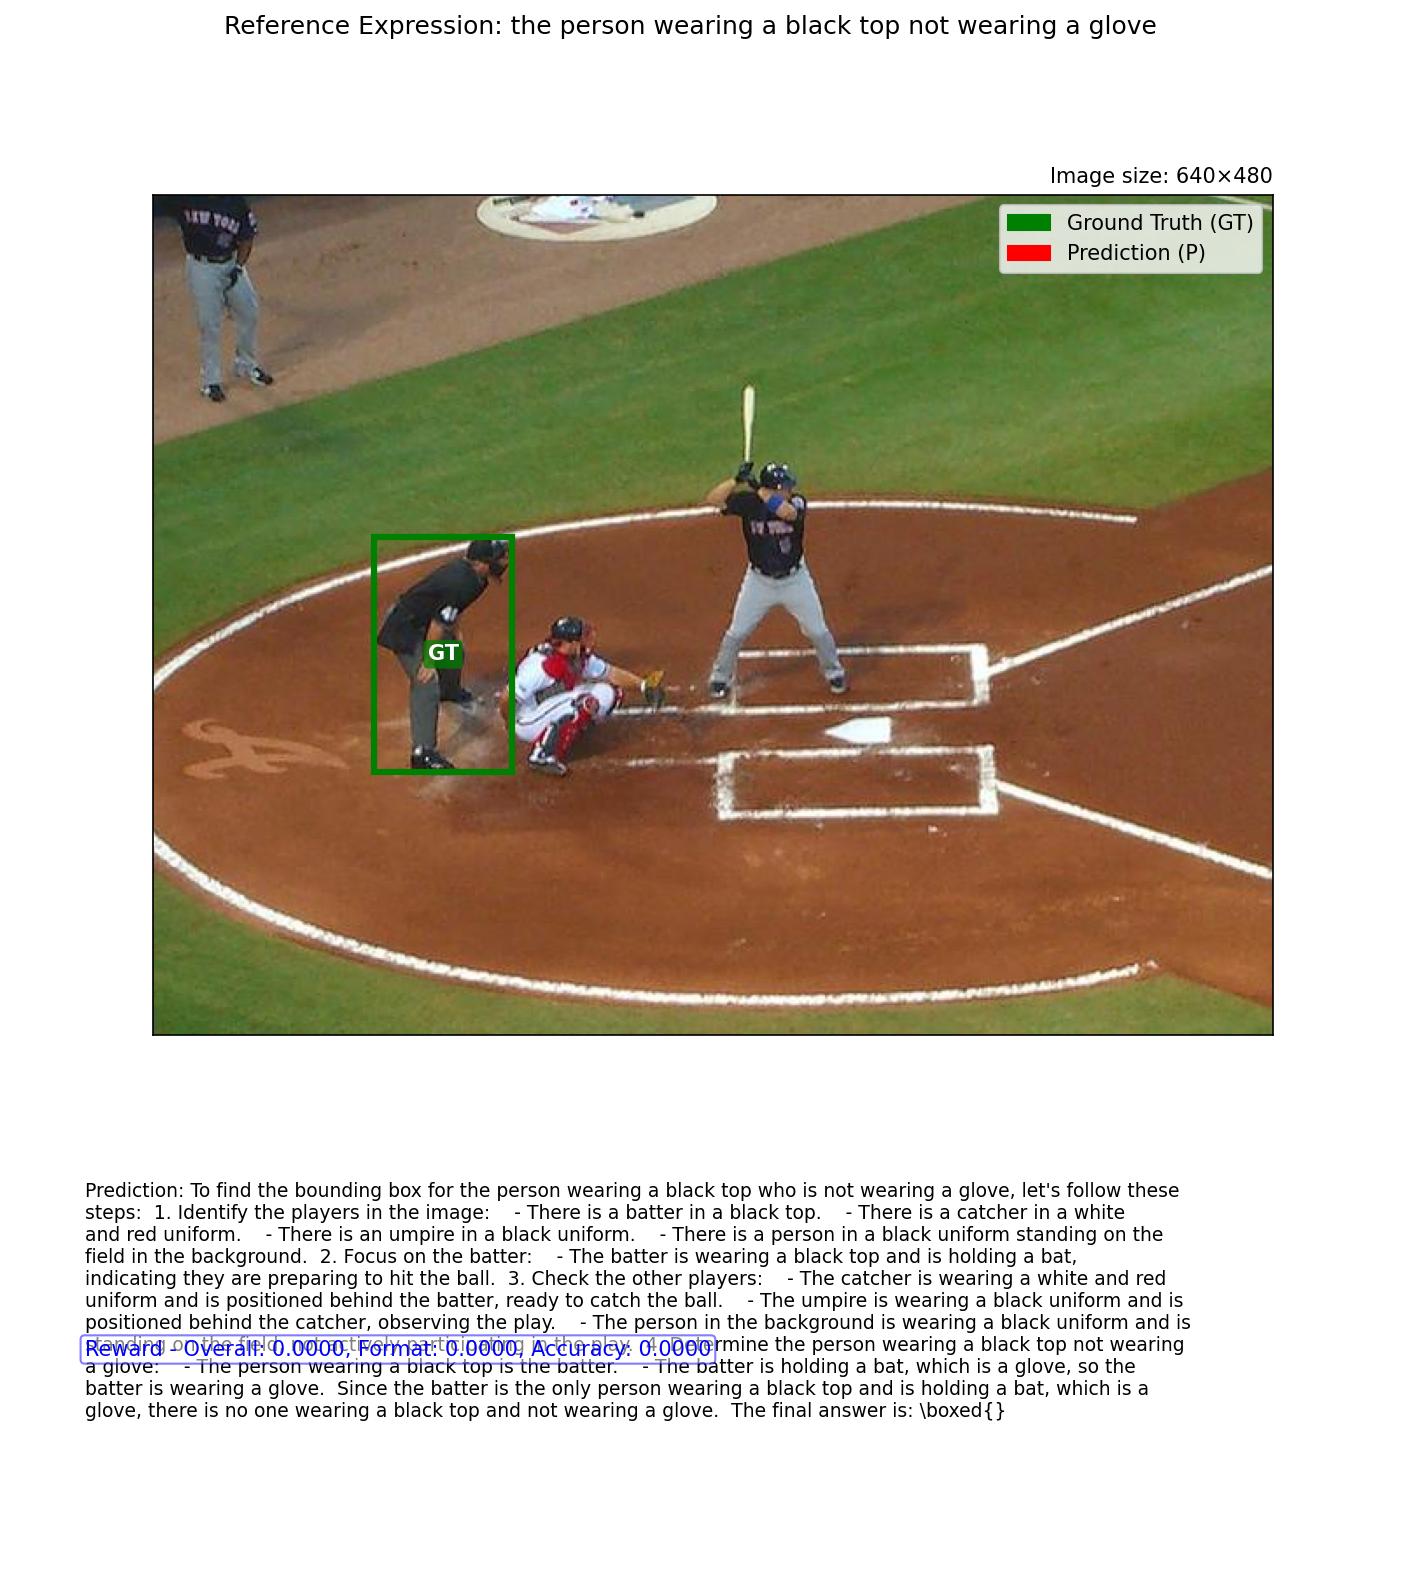 Reference Expression: the person wearing a black top not wearing a glove
Image size: 640×480
Ground Truth (GT)
Prediction (P)
NEW YORK
GT
Prediction: To find the bounding box for the person wearing a black top who is not wearing a glove, let's follow these
steps:  1. Identify the players in the image:    - There is a batter in a black top.    - There is a catcher in a white
and red uniform.    - There is an umpire in a black uniform.    - There is a person in a black uniform standing on the
field in the background.  2. Focus on the batter:    - The batter is wearing a black top and is holding a bat,
indicating they are preparing to hit the ball.  3. Check the other players:    - The catcher is wearing a white and red
uniform and is positioned behind the batter, ready to catch the ball.    - The umpire is wearing a black uniform and is
positioned behind the catcher, observing the play.    - The person in the background is wearing a black uniform and is
standing on the field, not actively participating in the play.  4. Determine the person wearing a black top not wearing
Reward - Overall: 0.0000, Format: 0.0000, Accuracy: 0.0000
a glove:    - The person wearing a black top is the batter.    - The batter is holding a bat, which is a glove, so the
batter is wearing a glove.  Since the batter is the only person wearing a black top and is holding a bat, which is a
glove, there is no one wearing a black top and not wearing a glove.  The final answer is: \boxed{}